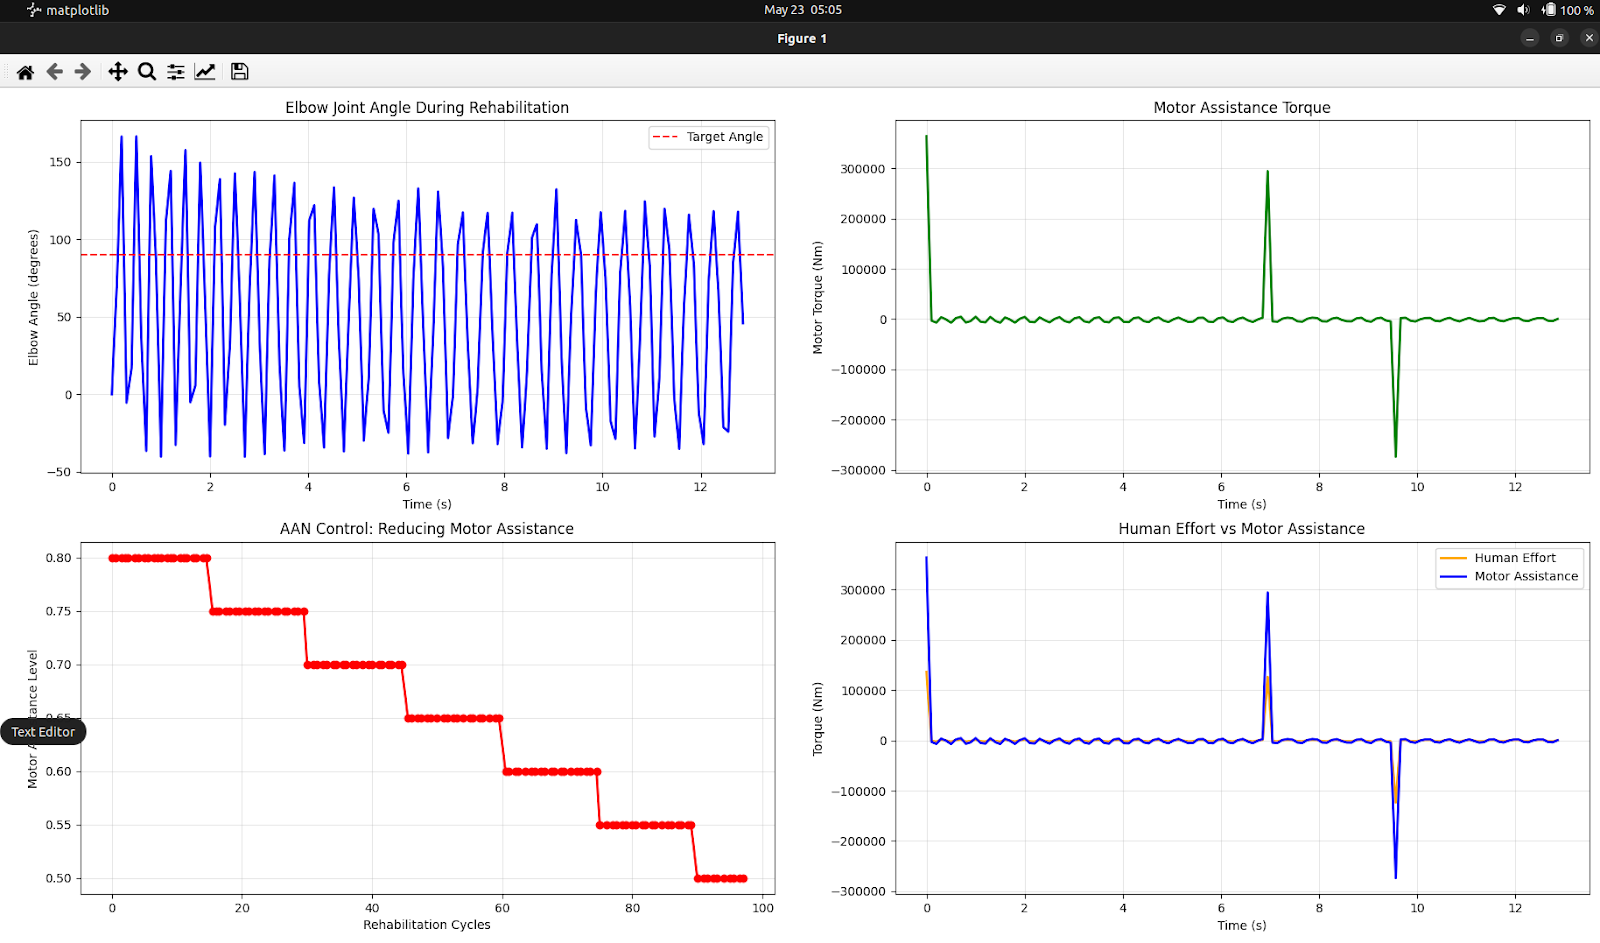 matplotlib
May 23 05:05
100 %
Figure 1
Elbow Joint Angle During Rehabilitation
Target Angle
Elbow Angle (degrees)
150
100
50
0
−50
0 2 4 6 8 10 12
Time (s)
Motor Assistance Torque
Motor Torque (Nm)
300000
200000
100000
0
−100000
−200000
−300000
0 2 4 6 8 10 12
Time (s)
AAN Control: Reducing Motor Assistance
Motor A tance Level
0.80
0.75
0.70
0.65
0.60
0.55
0.50
Text Editor
0 20 40 60 80 100
Rehabilitation Cycles
Human Effort vs Motor Assistance
Human Effort
Motor Assistance
Torque (Nm)
300000
200000
100000
0
−100000
−200000
−300000
0 2 4 6 8 10 12
Time (s)